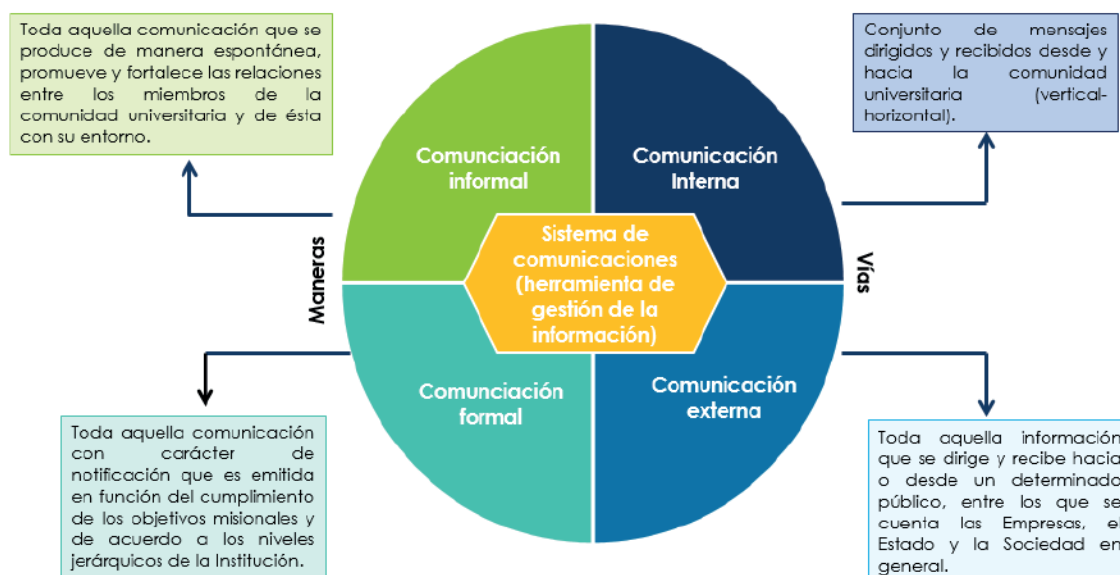 Toda aquella comunicación que se
produce de manera espontánea,
promueve y fortalece las relaciones
entre los miembros de la
comunidad universitaria y de ésta
con su entorno.
Conjunto de mensajes
dirigidos y recibidos desde y
hacia la comunidad
universitaria (vertical-
horizontal).
Comunciación
informal
Comunicación
Interna
Maneras
Sistema de
comunicaciones
(herramienta de
gestión de la
información)
Vías
Comunciación
formal
Comunicación
externa
Toda aquella comunicación
con carácter de
notificación que es emitida
en función del cumplimiento
de los objetivos misionales y
de acuerdo a los niveles
jerárquicos de la Institución.
Toda aquella información
que se dirige y recibe hacia
o desde un determinado
público, entre los que se
cuenta las Empresas, el
Estado y la Sociedad en
general.